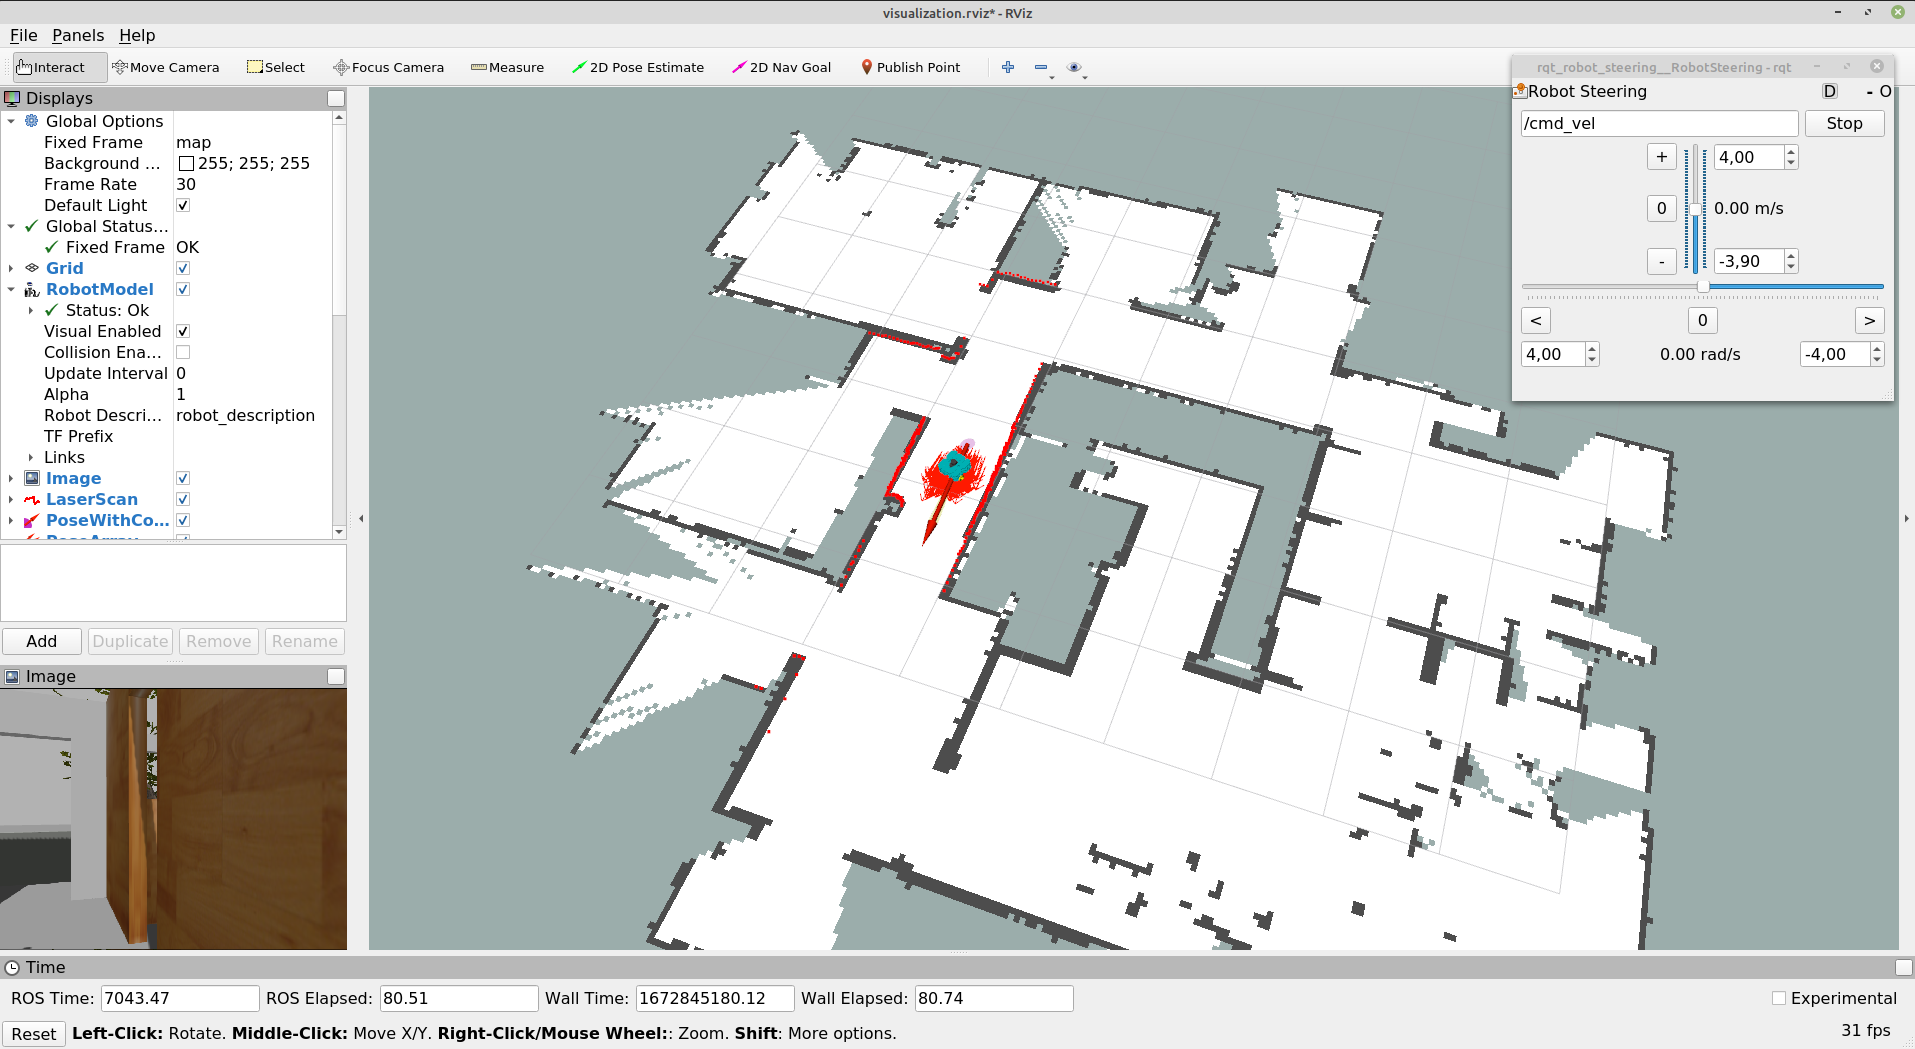 visualization.rviz* - RViz
File Panels Help
Interact Move Camera Select Focus Camera Measure 2D Pose Estimate 2D Nav Goal Publish Point
Displays
Global Options
Fixed Frame map
Background ... 255; 255; 255
Frame Rate 30
Default Light
Global Status...
Fixed Frame OK
Grid
RobotModel
Status: Ok
Visual Enabled
Collision Ena...
Update Interval 0
Alpha 1
Robot Descri... robot_description
TF Prefix
Links
Image
LaserScan
PoseWithCo...
Add Duplicate Remove Rename
Image
rqt_robot_steering__RobotSteering - rqt
Robot Steering D - O
/cmd_vel Stop
+ 4,00
0 0.00 m/s
- -3,90
< 0 >
4,00 0.00 rad/s -4,00
Time
ROS Time: 7043.47 ROS Elapsed: 80.51 Wall Time: 1672845180.12 Wall Elapsed: 80.74 Experimental
Reset Left-Click: Rotate. Middle-Click: Move X/Y. Right-Click/Mouse Wheel:: Zoom. Shift: More options. 31 fps